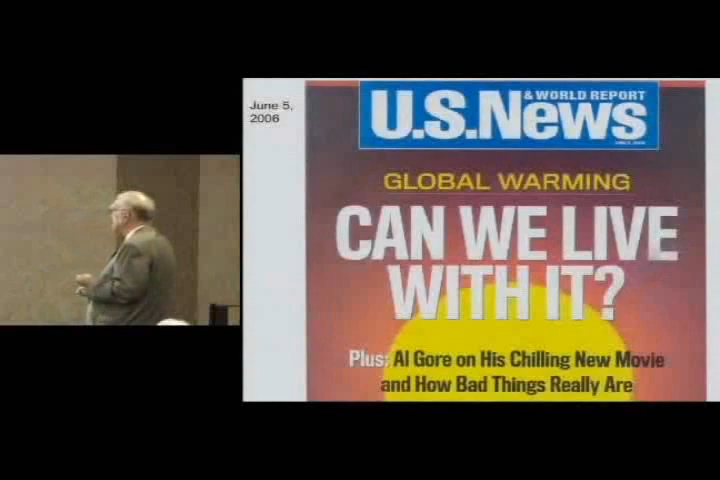 June 5,
2006
& WORLD REPORT
U.S.News
GLOBAL WARMING
CAN WE LIVE
WITH IT?
Plus: Al Gore on His Chilling New Movie
and How Bad Things Really Are